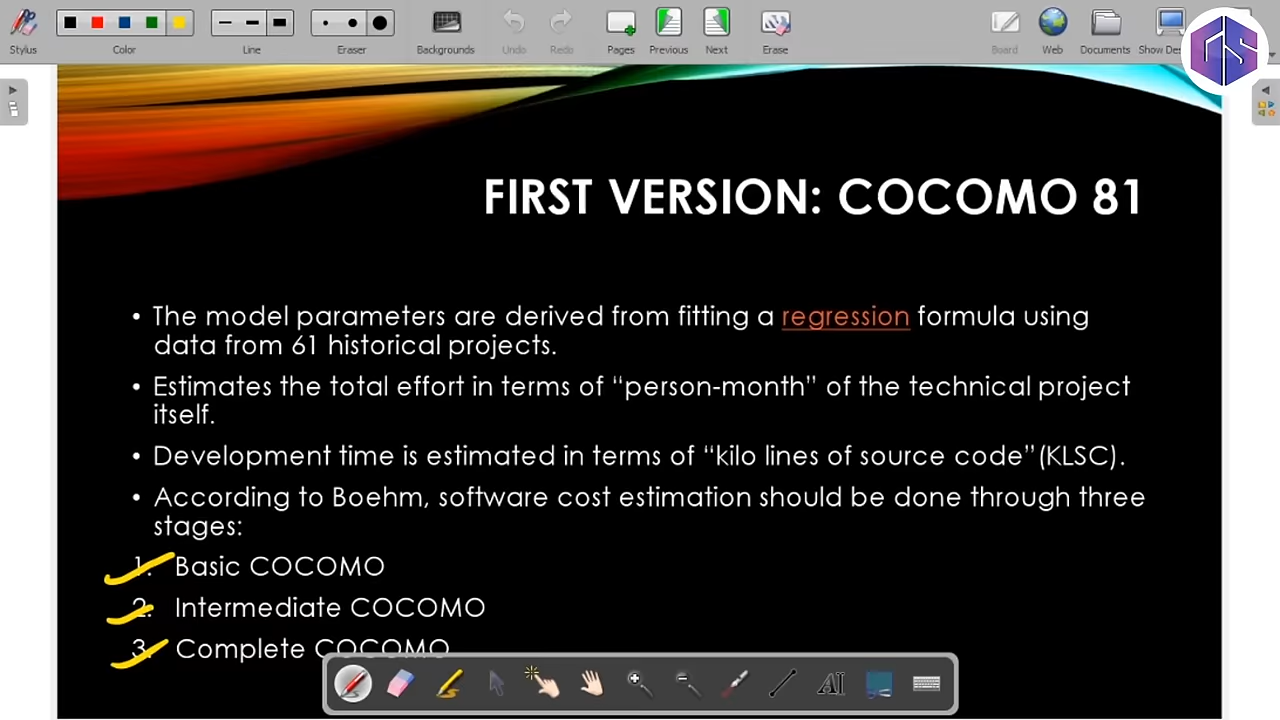 Stylus
Color
Line
Eraser
Backgrounds
Undo
Redo
Pages
Previous
Next
Erase
Board
Web
Documents
Show
FIRST VERSION: COCOMO 81
• The model parameters are derived from fitting a regression formula using
data from 61 historical projects.
• Estimates the total effort in terms of “person-month” of the technical project
itself.
• Development time is estimated in terms of “kilo lines of source code”(KLSC).
• According to Boehm, software cost estimation should be done through three
stages:
1. Basic COCOMO
2. Intermediate COCOMO
3. Complete COCOMO
AI